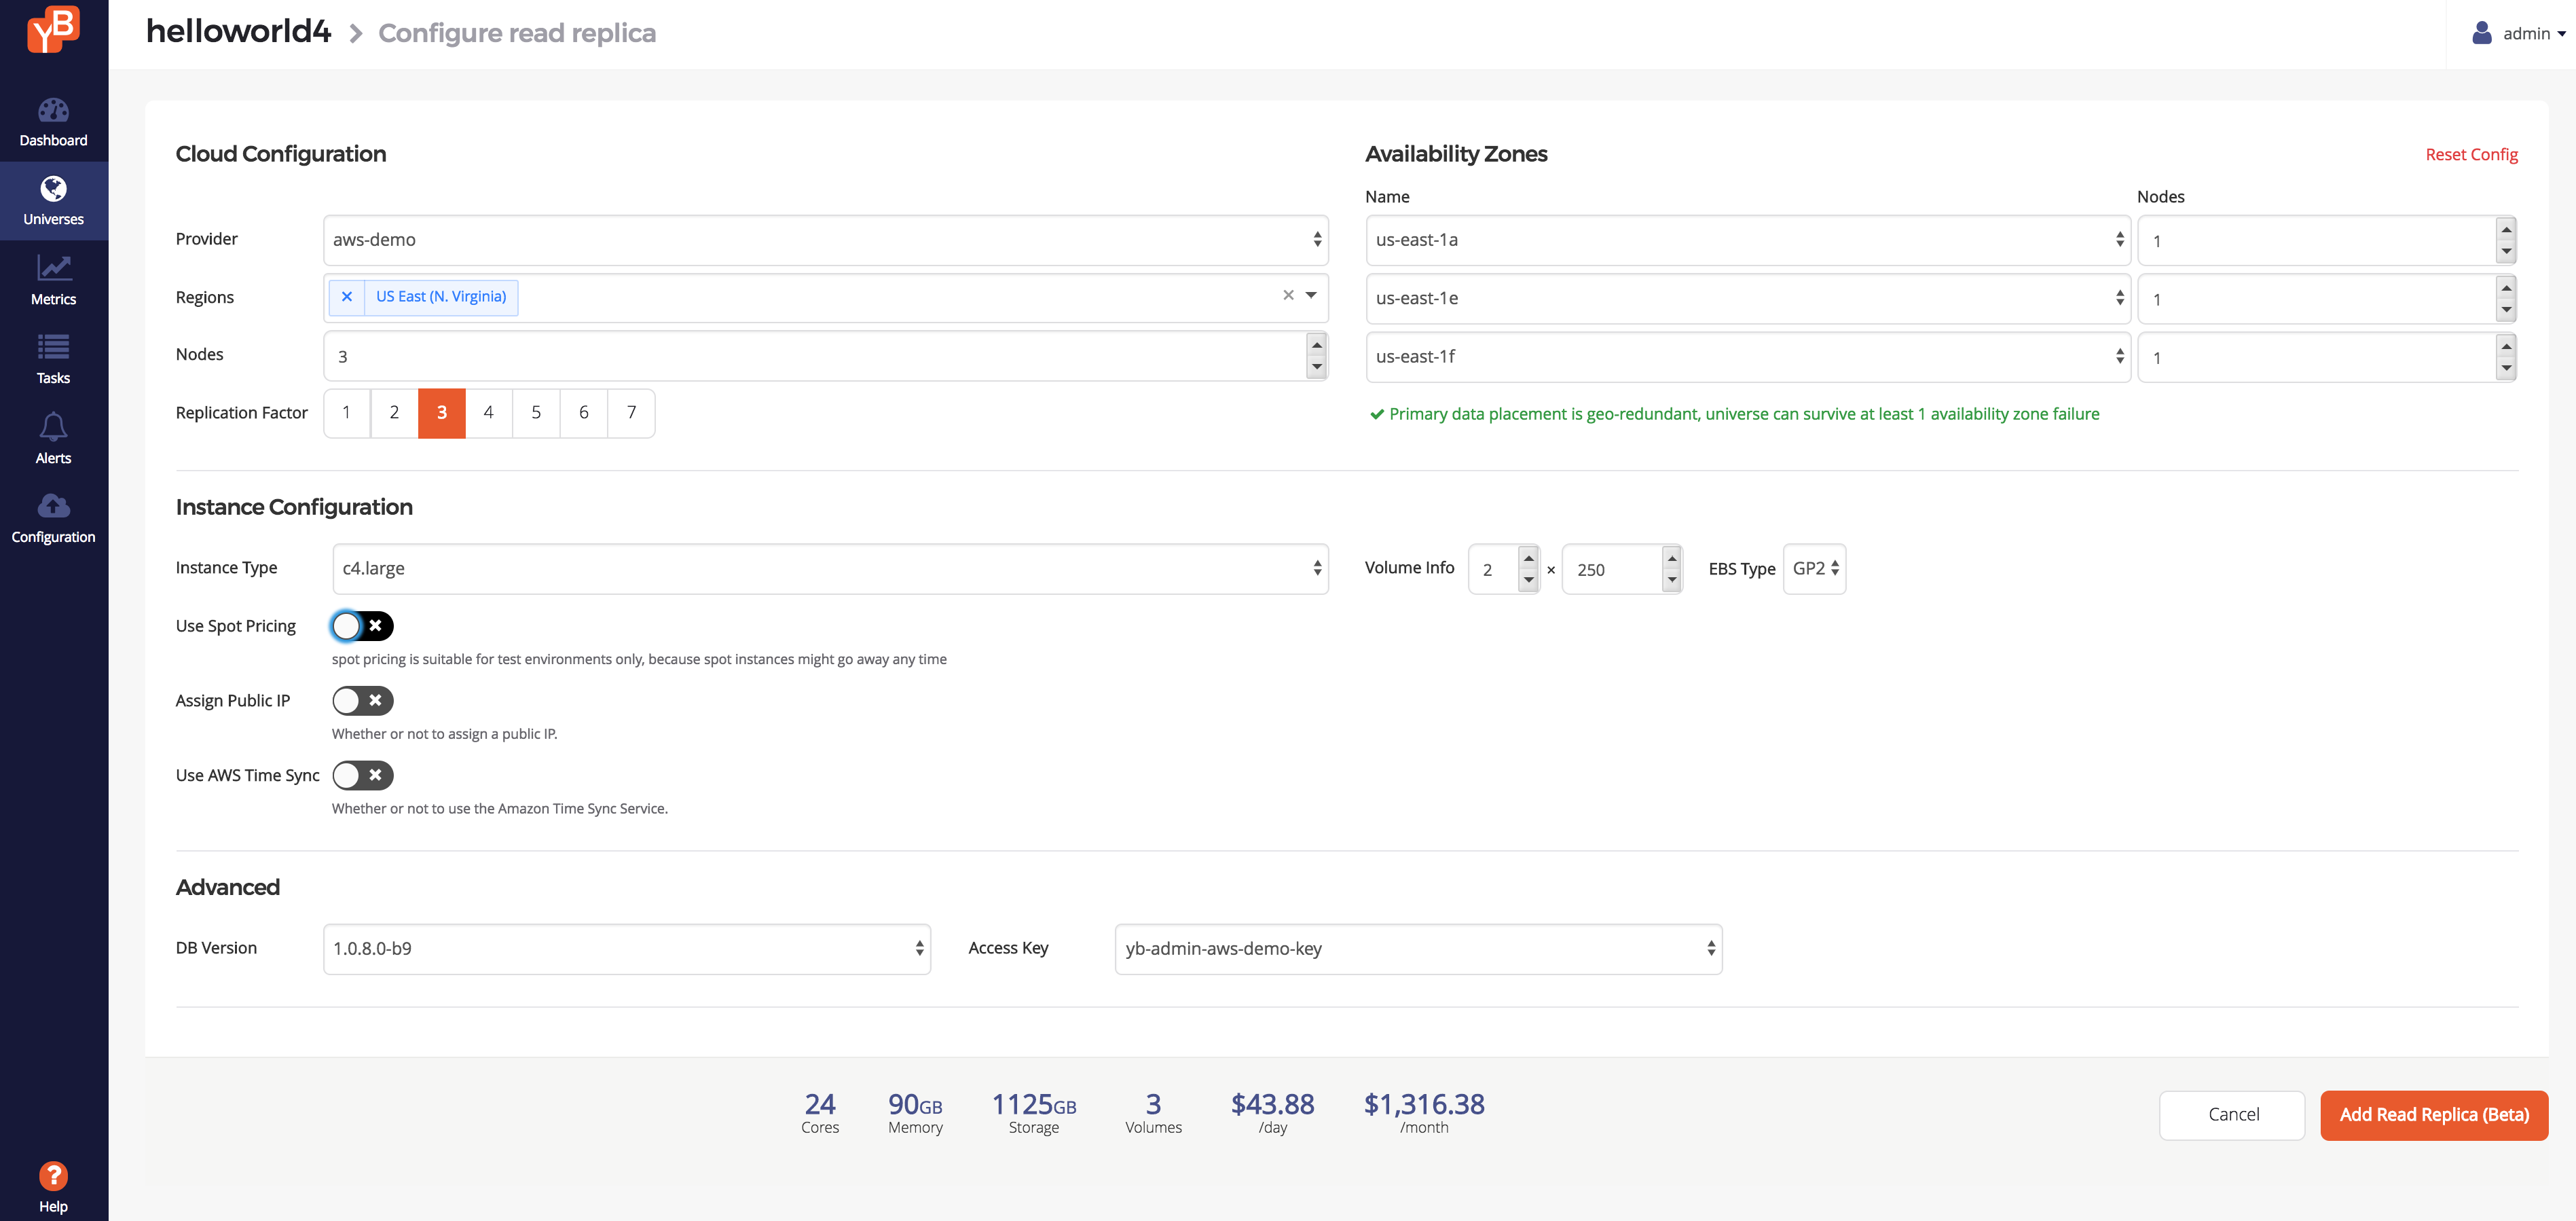 YB
helloworld4 > Configure read replica
admin
Dashboard
Universes
Metrics
Tasks
Alerts
Configuration
Help
Cloud Configuration
Provider
aws-demo
Regions
× US East (N. Virginia) ×
Nodes
3
Replication Factor
1 2 3 4 5 6 7
Availability Zones
Reset Config
Name Nodes
us-east-1a 1
us-east-1e 1
us-east-1f 1
Primary data placement is geo-redundant, universe can survive at least 1 availability zone failure
Instance Configuration
Instance Type
c4.large
Volume Info 2 × 250 EBS Type GP2
Use Spot Pricing
spot pricing is suitable for test environments only, because spot instances might go away any time
Assign Public IP
Whether or not to assign a public IP.
Use AWS Time Sync
Whether or not to use the Amazon Time Sync Service.
Advanced
DB Version 1.0.8.0-b9 Access Key yb-admin-aws-demo-key
24 90GB 1125GB 3 $43.88 $1,316.38
Cores Memory Storage Volumes /day /month
Cancel
Add Read Replica (Beta)